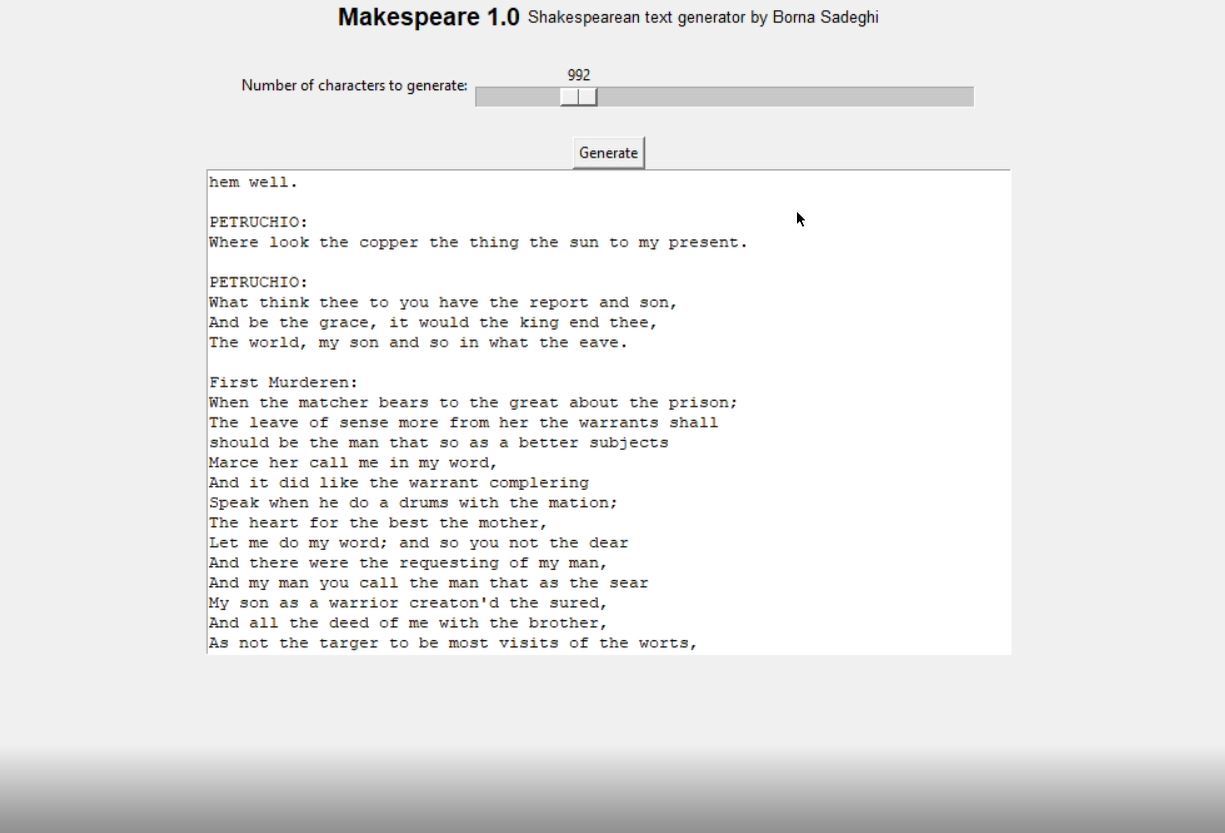 Makespeare 1.0 Shakespearean text generator by Borna Sadeghi
992
Number of characters to generate:
Generate
hem well.
PETRUCHIO:
Where look the copper the thing the sun to my present.
PETRUCHIO:
What think thee to you have the report and son,
And be the grace, it would the king end thee,
The world, my son and so in what the eave.
First Murderen:
When the matcher bears to the great about the prison;
The leave of sense more from her the warrants shall
should be the man that so as a better subjects
Marce her call me in my word,
And it did like the warrant complering
Speak when he do a drums with the mation;
The heart for the best the mother,
Let me do my word; and so you not the dear
And there were the requesting of my man,
And my man you call the man that as the sear
My son as a warrior creaton'd the sured,
And all the deed of me with the brother,
As not the targer to be most visits of the worts,